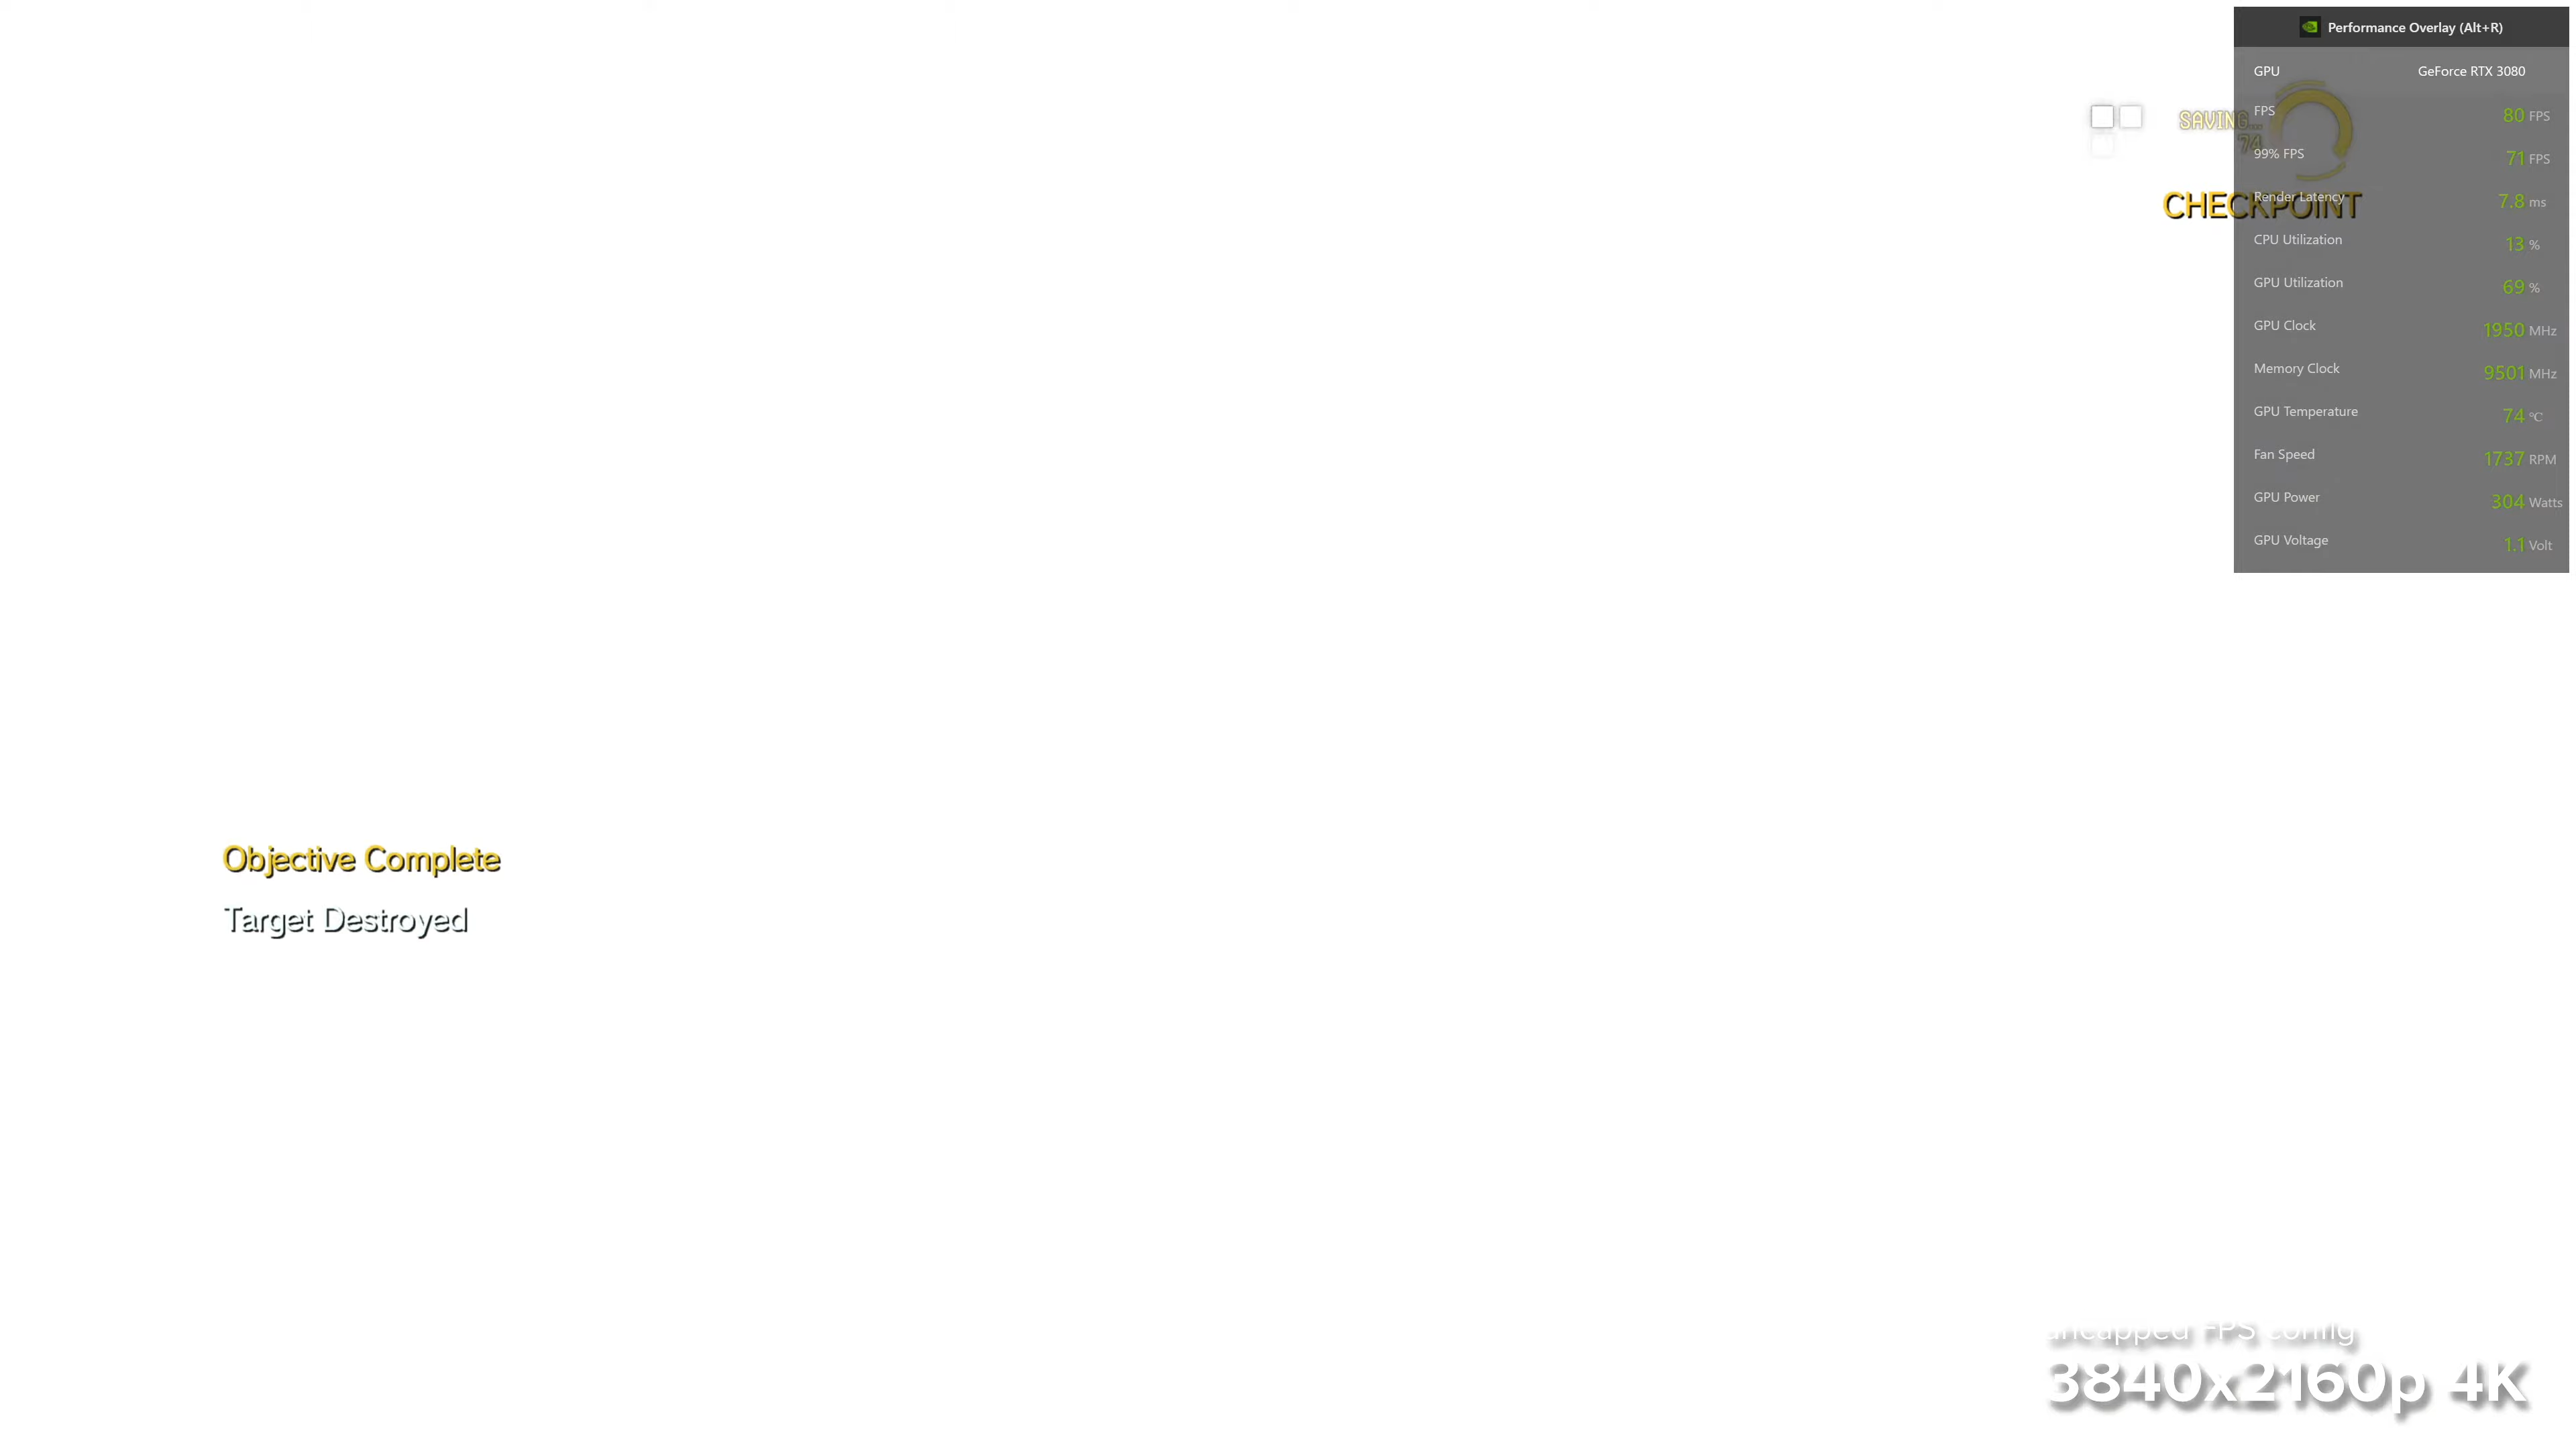 Performance Overlay (Alt+R)
GPU GeForce RTX 3080
FPS 80 FPS
SAVING
74
99% FPS 71 FPS
Render Latency 7.8 ms
CHECKPOINT
CPU Utilization 13 %
GPU Utilization 69 %
GPU Clock 1950 MHz
Memory Clock 9501 MHz
GPU Temperature 74 °C
Fan Speed 1737 RPM
GPU Power 304 Watts
GPU Voltage 1.1 Volt
Objective Complete
Target Destroyed
uncapped FPS config
3840x2160p 4K